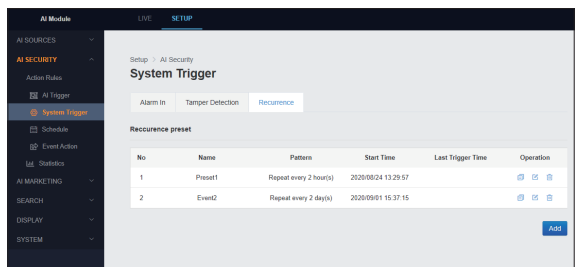 AI Module
LIVE SETUP
AI SOURCES
AI SECURITY
Action Rules
AI Trigger
System Trigger
Schedule
Event Action
Statistics
AI MARKETING
SEARCH
DISPLAY
SYSTEM
Setup > AI Security
System Trigger
Alarm In Tamper Detection Recurrence
Reccurence preset
No Name Pattern Start Time Last Trigger Time Operation
1 Preset1 Repeat every 2 hour(s) 2020/08/24 13:29:57
2 Event2 Repeat every 2 day(s) 2020/09/01 15:37:15
Add